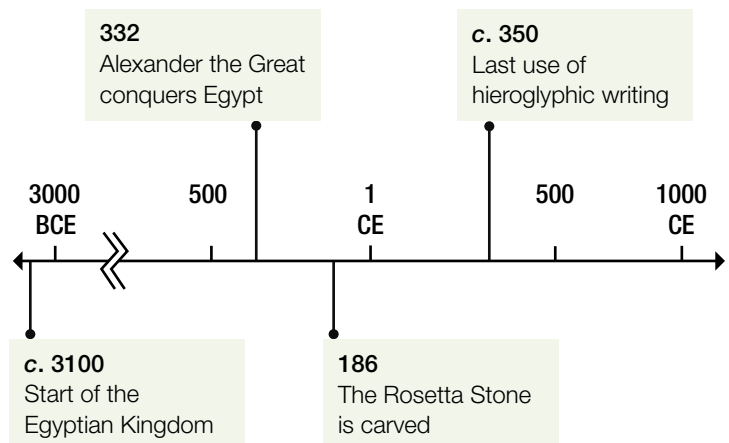 332
Alexander the Great
conquers Egypt
c. 350
Last use of
hieroglyphic writing
3000
BCE
500
1
CE
500
1000
CE
c. 3100
Start of the
Egyptian Kingdom
186
The Rosetta Stone
is carved